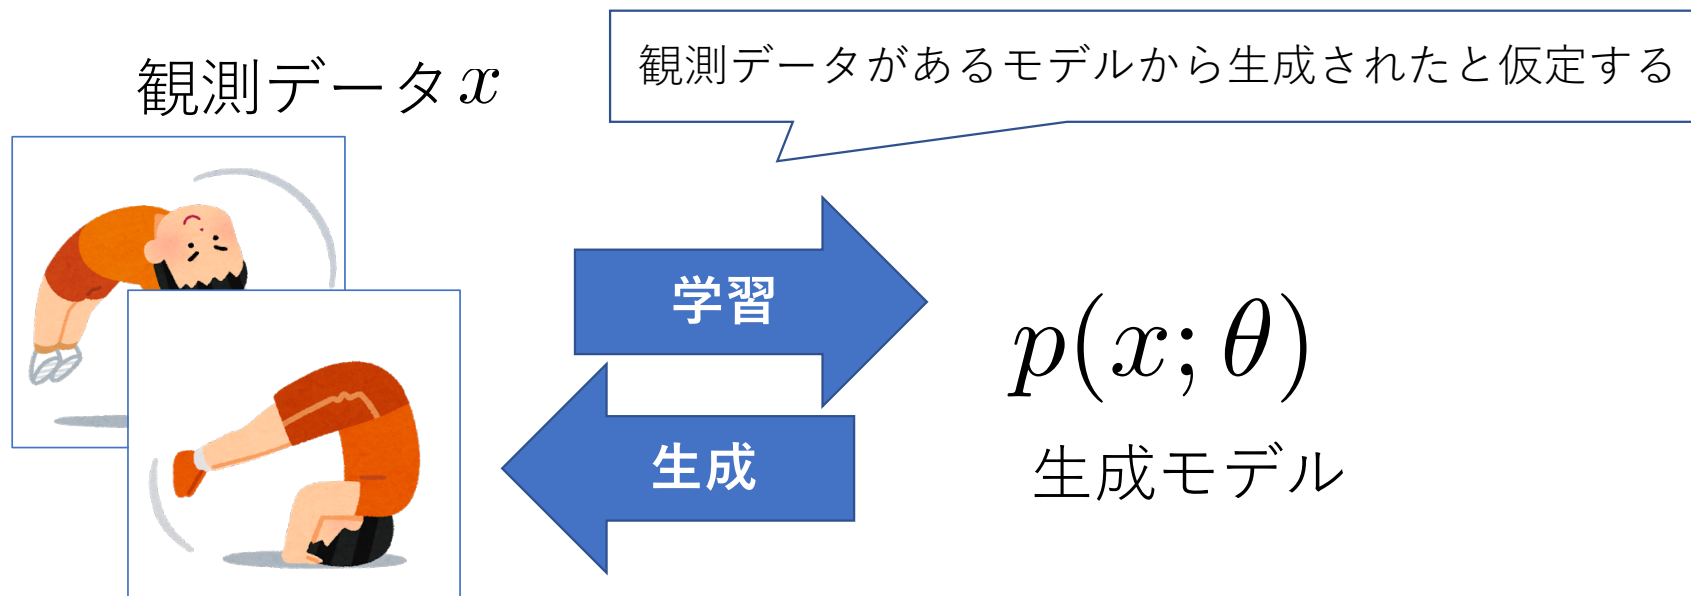 観測データx
観測データがあるモデルから生成されたと仮定する
学習
生成
p(x; θ)
生成モデル